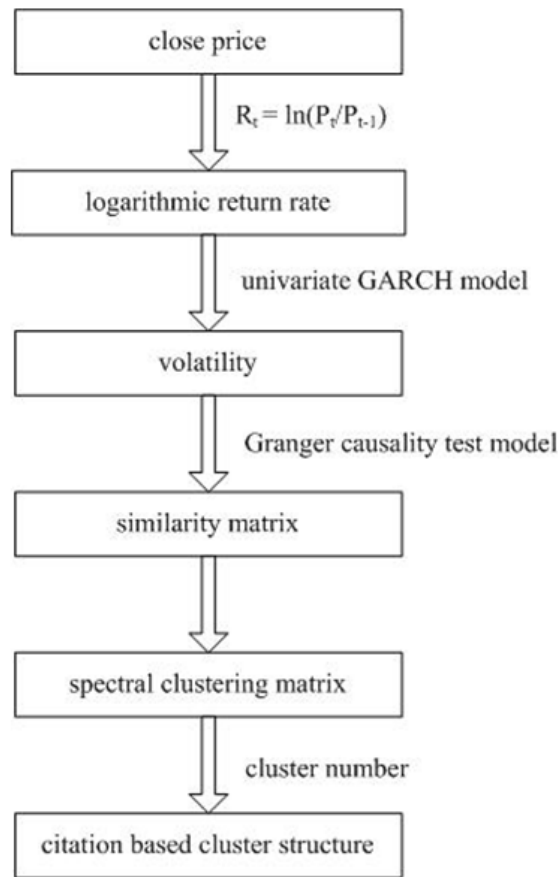 close price
Rₜ = ln(Pₜ/Pₜ₋₁)
logarithmic return rate
univariate GARCH model
volatility
Granger causality test model
similarity matrix
spectral clustering matrix
cluster number
citation based cluster structure